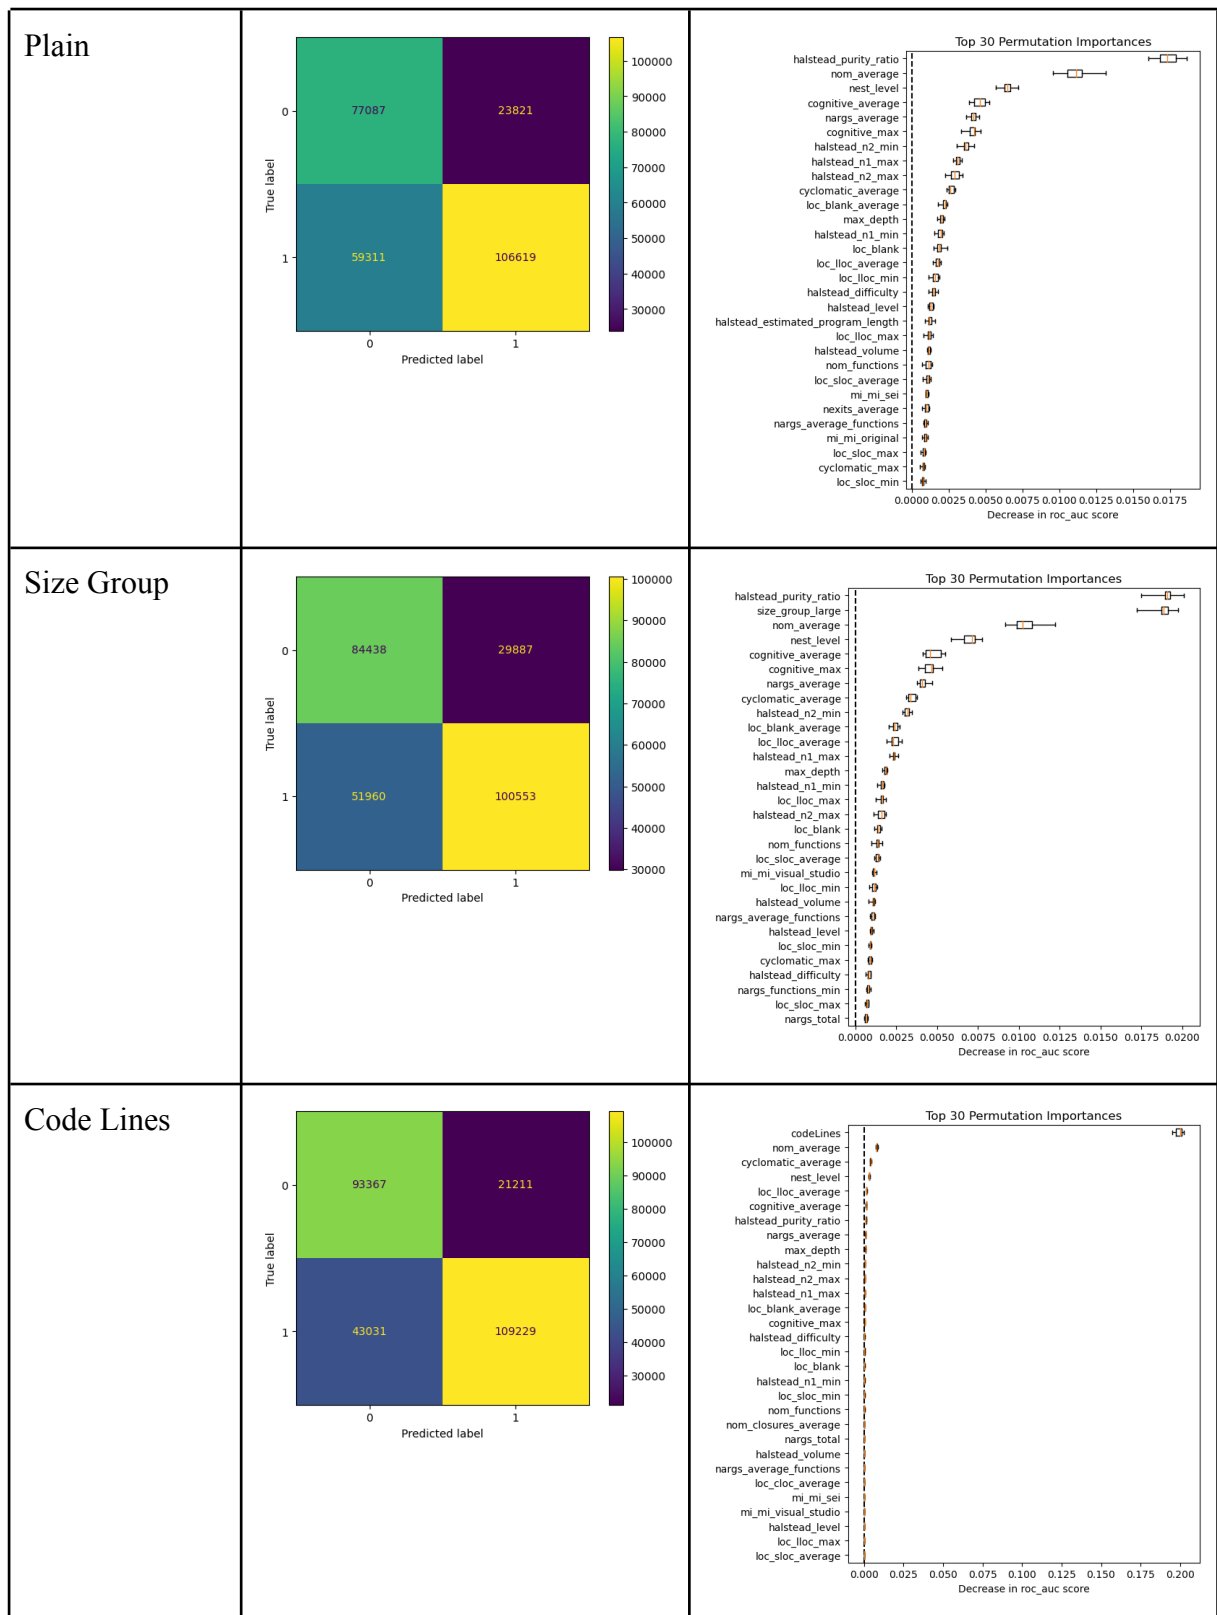 Plain
0
1
77087
23821
59311
106619
0
1
True label
Predicted label
100000
90000
80000
70000
60000
50000
40000
30000
Top 30 Permutation Importances
halstead_purity_ratio
nom_average
nest_level
cognitive_average
nargs_average
cognitive_max
halstead_n2_min
halstead_n1_max
halstead_n2_max
cyclomatic_average
loc_blank_average
max_depth
halstead_n1_min
loc_blank
loc_lloc_average
loc_lloc_min
halstead_difficulty
halstead_level
halstead_estimated_program_length
loc_lloc_max
halstead_volume
nom_functions
loc_sloc_average
mi_mi_sei
nexits_average
nargs_average_functions
mi_mi_original
loc_sloc_max
cyclomatic_max
loc_sloc_min
0.0000 0.0025 0.0050 0.0075 0.0100 0.0125 0.0150 0.0175
Decrease in roc_auc score
Size Group
0
1
84438
29887
51960
100553
0
1
True label
Predicted label
100000
90000
80000
70000
60000
50000
40000
30000
Top 30 Permutation Importances
halstead_purity_ratio
size_group_large
nom_average
nest_level
cognitive_average
cognitive_max
nargs_average
cyclomatic_average
halstead_n2_min
loc_blank_average
loc_lloc_average
halstead_n1_max
max_depth
halstead_n1_min
loc_lloc_max
halstead_n2_max
loc_blank
nom_functions
loc_sloc_average
mi_mi_visual_studio
loc_lloc_min
halstead_volume
nargs_average_functions
halstead_level
loc_sloc_min
cyclomatic_max
halstead_difficulty
nargs_functions_min
loc_sloc_max
nargs_total
0.0000 0.0025 0.0050 0.0075 0.0100 0.0125 0.0150 0.0175 0.0200
Decrease in roc_auc score
Code Lines
0
1
93367
21211
43031
109229
0
1
True label
Predicted label
100000
90000
80000
70000
60000
50000
40000
30000
Top 30 Permutation Importances
codeLines
nom_average
cyclomatic_average
nest_level
loc_lloc_average
cognitive_average
halstead_purity_ratio
nargs_average
max_depth
halstead_n2_min
halstead_n2_max
halstead_n1_max
loc_blank_average
cognitive_max
halstead_difficulty
loc_lloc_min
loc_blank
halstead_n1_min
loc_sloc_min
nom_functions
nom_closures_average
nargs_total
halstead_volume
nargs_average_functions
loc_cloc_average
mi_mi_sei
mi_mi_visual_studio
halstead_level
loc_lloc_max
loc_sloc_average
0.000 0.025 0.050 0.075 0.100 0.125 0.150 0.175 0.200
Decrease in roc_auc score